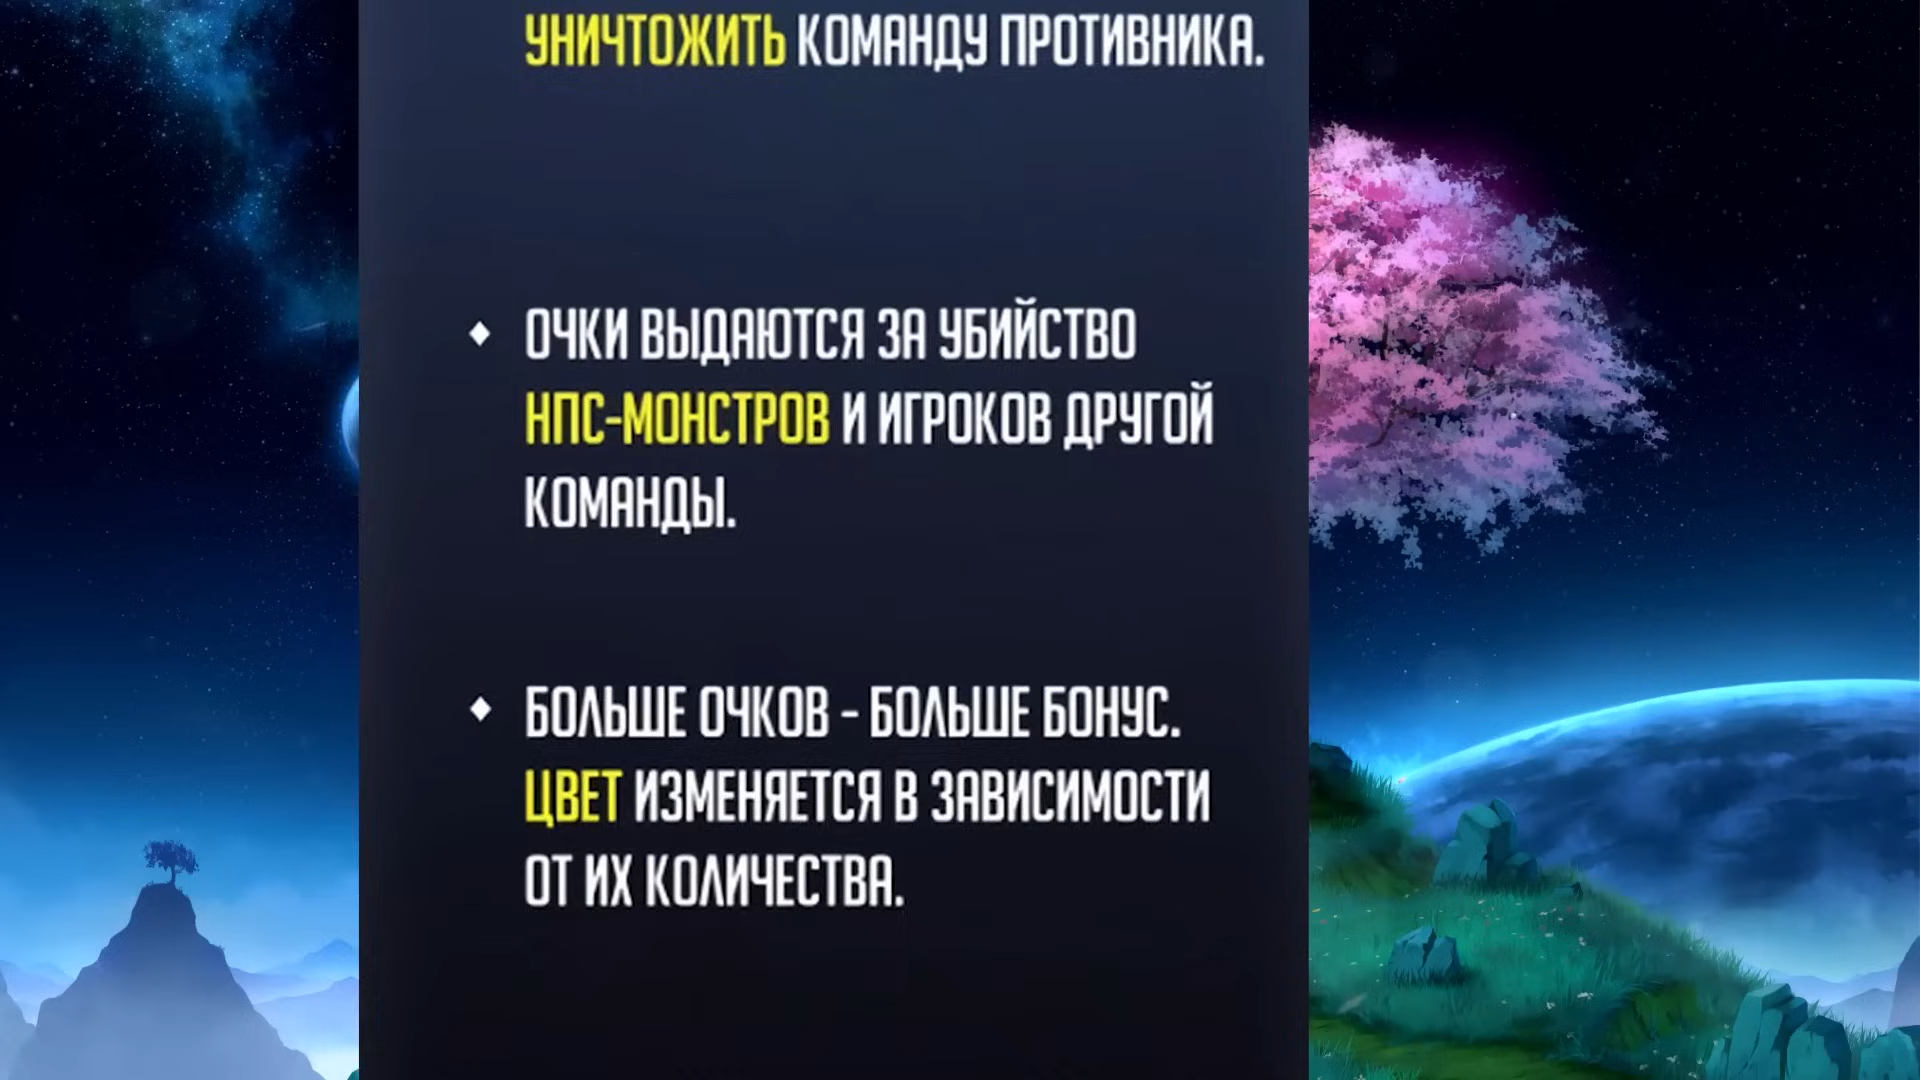 УНИЧТОЖИТЬ КОМАНДУ ПРОТИВНИКА.
♦ ОЧКИ ВЫДАЮТСЯ ЗА УБИЙСТВО
НПС-МОНСТРОВ И ИГРОКОВ ДРУГОЙ
КОМАНДЫ.
♦ БОЛЬШЕ ОЧКОВ - БОЛЬШЕ БОНУС.
ЦВЕТ ИЗМЕНЯЕТСЯ В ЗАВИСИМОСТИ
ОТ ИХ КОЛИЧЕСТВА.